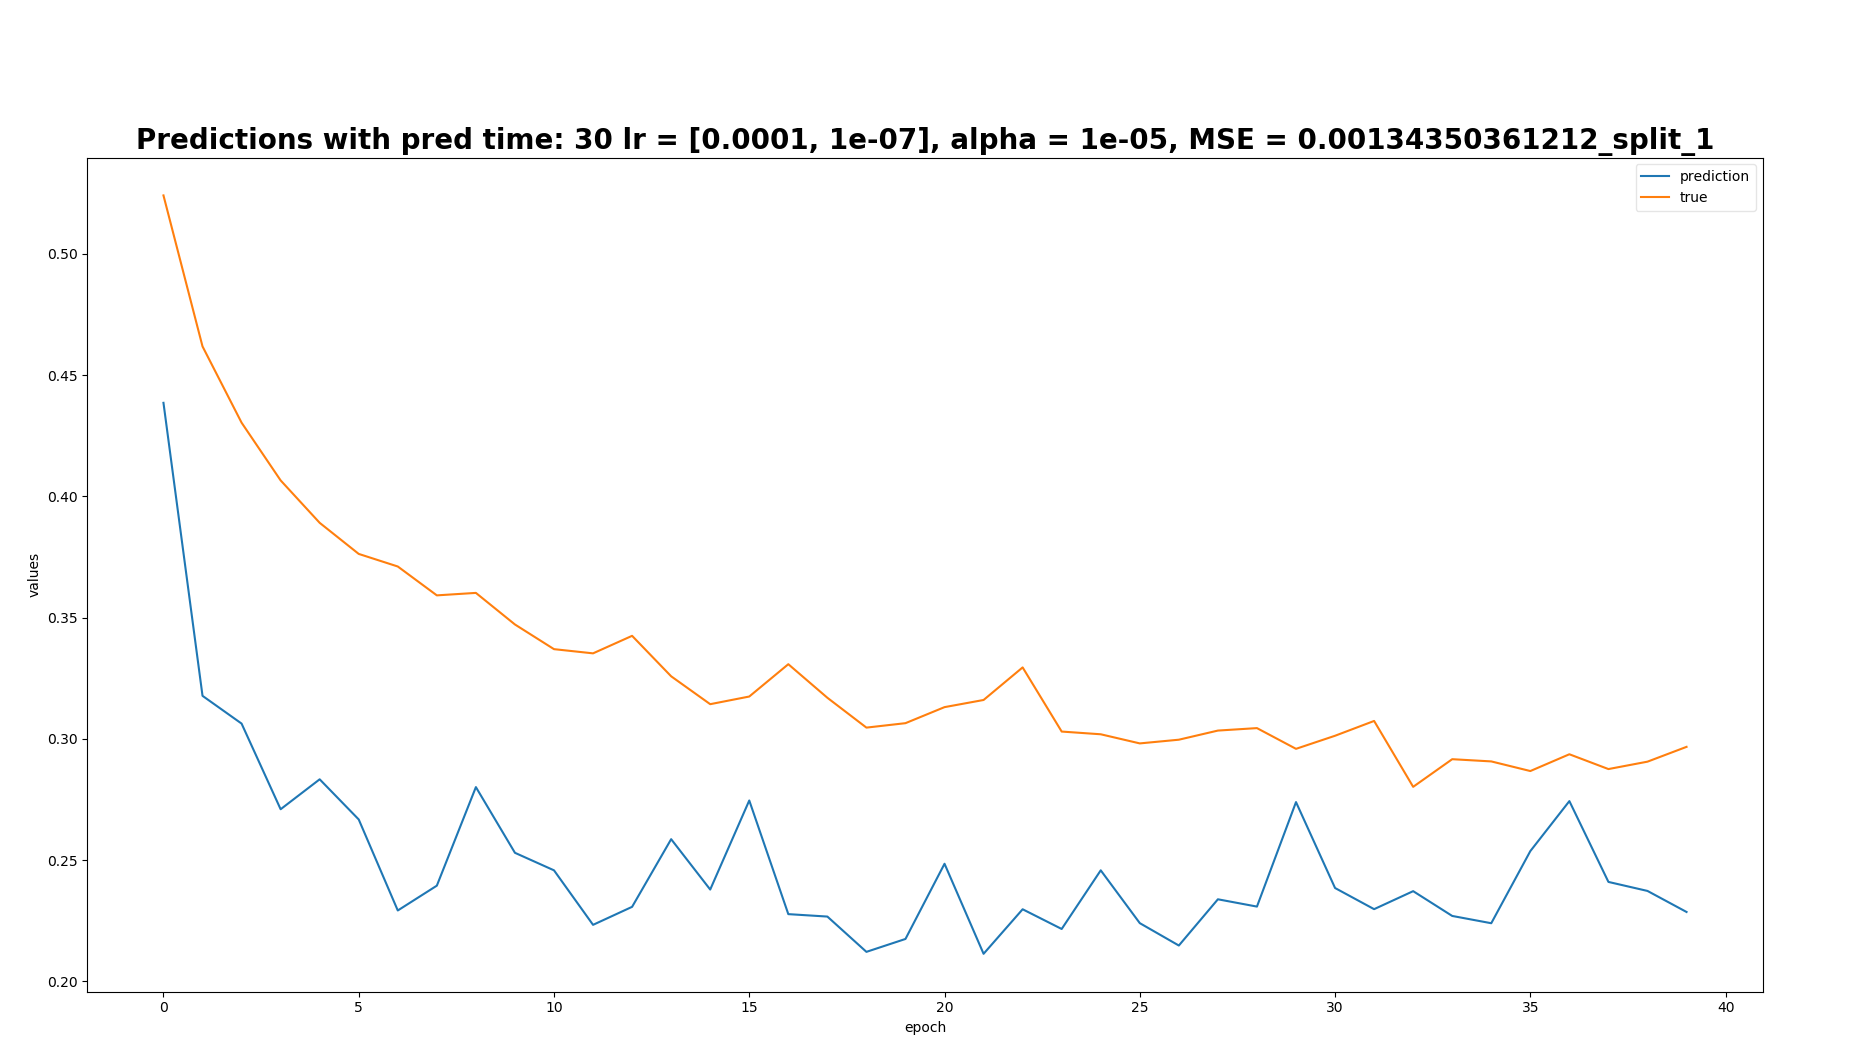 Predictions with pred time: 30 lr = [0.0001, 1e-07], alpha = 1e-05, MSE = 0.00134350361212_split_1
prediction
true
0.50
0.45
0.40
0.35
0.30
0.25
0.20
values
0 5 10 15 20 25 30 35 40
epoch